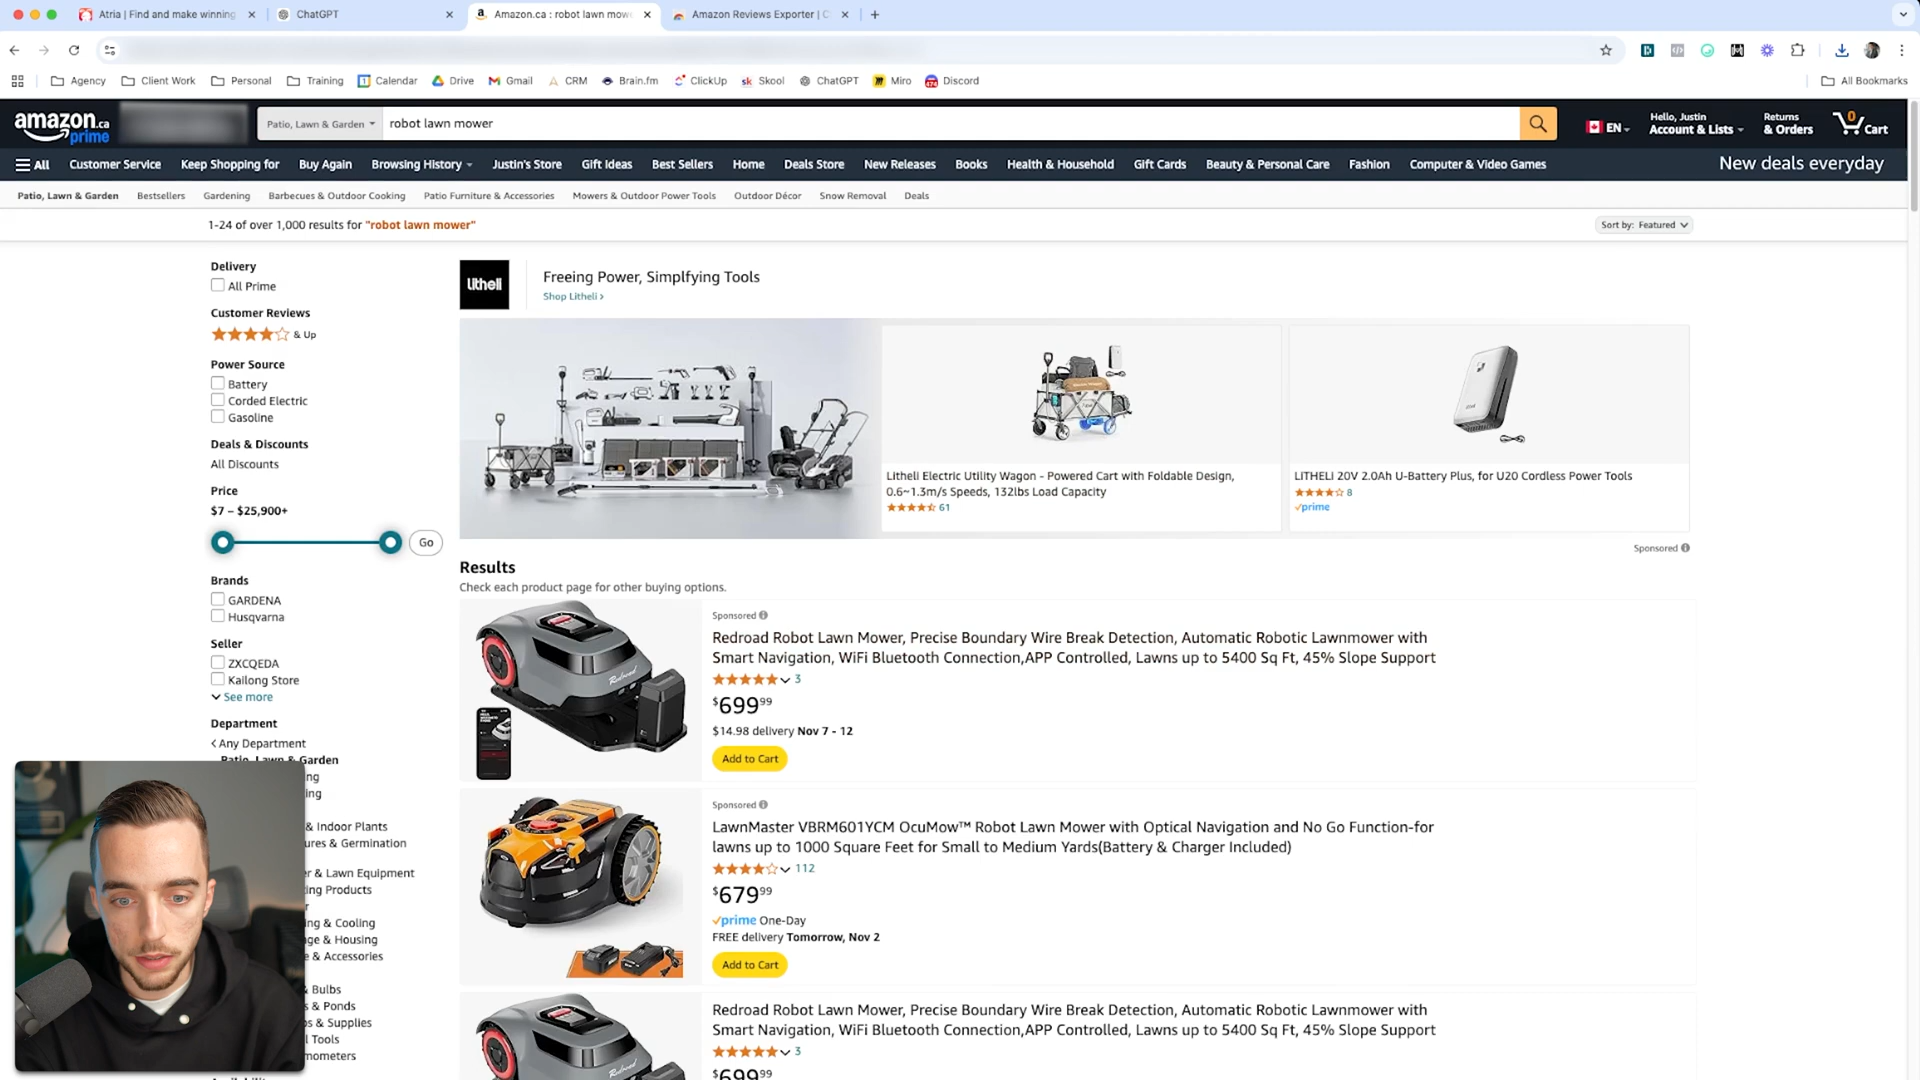 Atria | Find and make winning
ChatGPT
Amazon.ca : robot lawn mow
Amazon Reviews Exporter | C
Agency
Client Work
Personal
Training
Calendar
Drive
Gmail
CRM
Brain.fm
ClickUp
Skool
ChatGPT
Miro
Discord
All Bookmarks
amazon.ca
prime
Patio, Lawn & Garden
robot lawn mower
EN
Hello, Justin
Account & Lists
Returns
& Orders
0
Cart
All
Customer Service
Keep Shopping for
Buy Again
Browsing History
Justin's Store
Gift Ideas
Best Sellers
Home
Deals Store
New Releases
Books
Health & Household
Gift Cards
Beauty & Personal Care
Fashion
Computer & Video Games
New deals everyday
Patio, Lawn & Garden
Bestsellers
Gardening
Barbecues & Outdoor Cooking
Patio Furniture & Accessories
Mowers & Outdoor Power Tools
Outdoor Décor
Snow Removal
Deals
1-24 of over 1,000 results for "robot lawn mower"
Sort by: Featured
Delivery
All Prime
Customer Reviews
& Up
Power Source
Battery
Corded Electric
Gasoline
Deals & Discounts
All Discounts
Price
$7 – $25,900+
Go
Brands
GARDENA
Husqvarna
Seller
ZXCQEDA
Kailong Store
See more
Department
Any Department
Patio, Lawn & Garden
ing
ing
& Indoor Plants
ures & Germination
r & Lawn Equipment
ing Products
r
ng & Cooling
ge & Housing
& Accessories
& Bulbs
s & Ponds
s & Supplies
l Tools
mometers
litheli
Freeing Power, Simplfying Tools
Shop Litheli ›
Litheli Electric Utility Wagon - Powered Cart with Foldable Design,
0.6~1.3m/s Speeds, 132lbs Load Capacity
61
LiTHELi 20V 2.0Ah U-Battery Plus, for U20 Cordless Power Tools
8
prime
Sponsored
Results
Check each product page for other buying options.
Redroad
Sponsored
Redroad Robot Lawn Mower, Precise Boundary Wire Break Detection, Automatic Robotic Lawnmower with
Smart Navigation, WiFi Bluetooth Connection,APP Controlled, Lawns up to 5400 Sq Ft, 45% Slope Support
3
$699.99
$14.98 delivery Nov 7 - 12
Add to Cart
Sponsored
LawnMaster VBRM601YCM OcuMow™ Robot Lawn Mower with Optical Navigation and No Go Function-for
lawns up to 1000 Square Feet for Small to Medium Yards(Battery & Charger Included)
112
$679.99
prime One-Day
FREE delivery Tomorrow, Nov 2
Add to Cart
Redroad Robot Lawn Mower, Precise Boundary Wire Break Detection, Automatic Robotic Lawnmower with
Smart Navigation, WiFi Bluetooth Connection,APP Controlled, Lawns up to 5400 Sq Ft, 45% Slope Support
3
$699.99